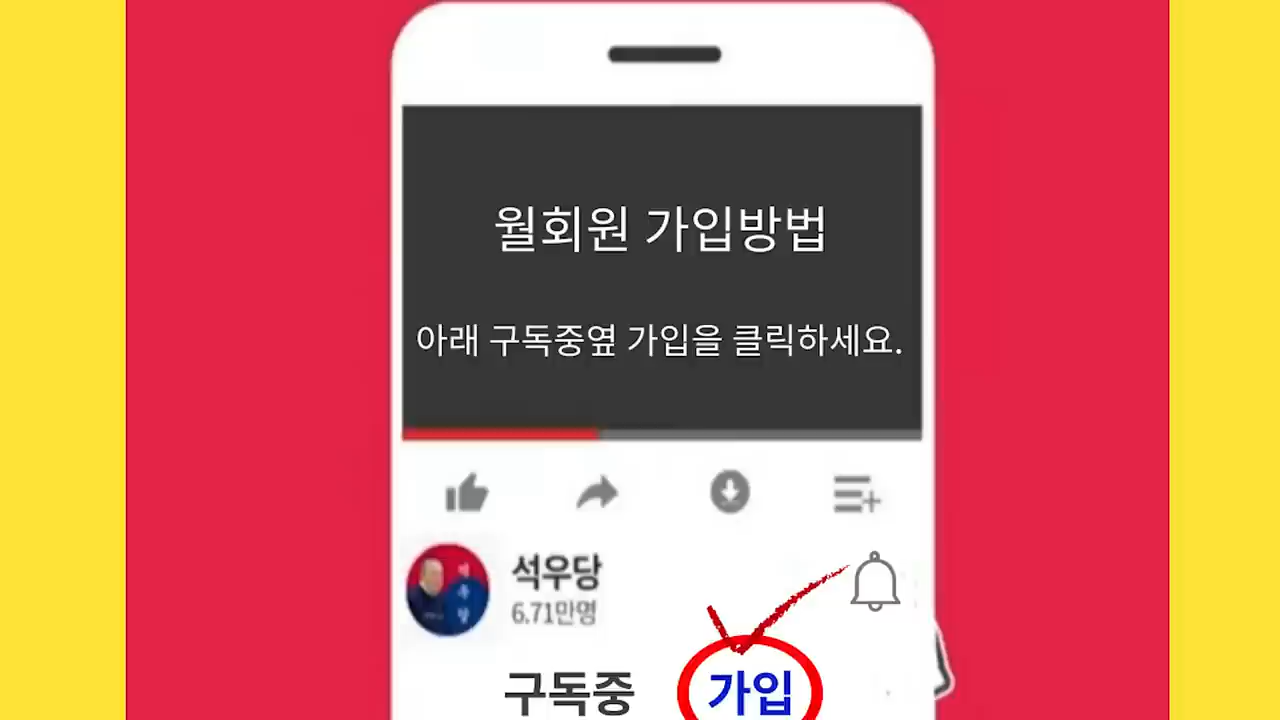 월회원 가입방법
아래 구독중옆 가입을 클릭하세요.
석우당
6.71만명
구독중 가입